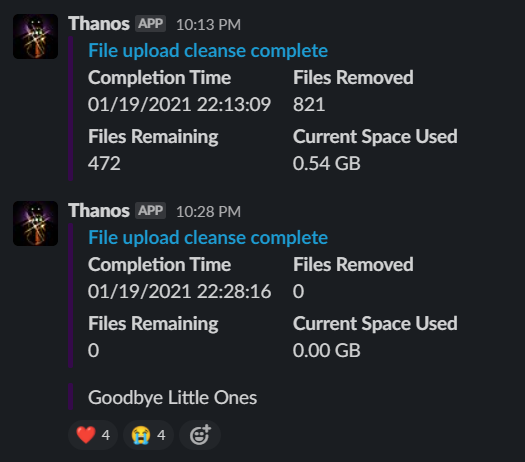 Thanos APP 10:13 PM
File upload cleanse complete
Completion Time Files Removed
01/19/2021 22:13:09 821
Files Remaining Current Space Used
472 0.54 GB
Thanos APP 10:28 PM
File upload cleanse complete
Completion Time Files Removed
01/19/2021 22:28:16 0
Files Remaining Current Space Used
0 0.00 GB
Goodbye Little Ones
4 4